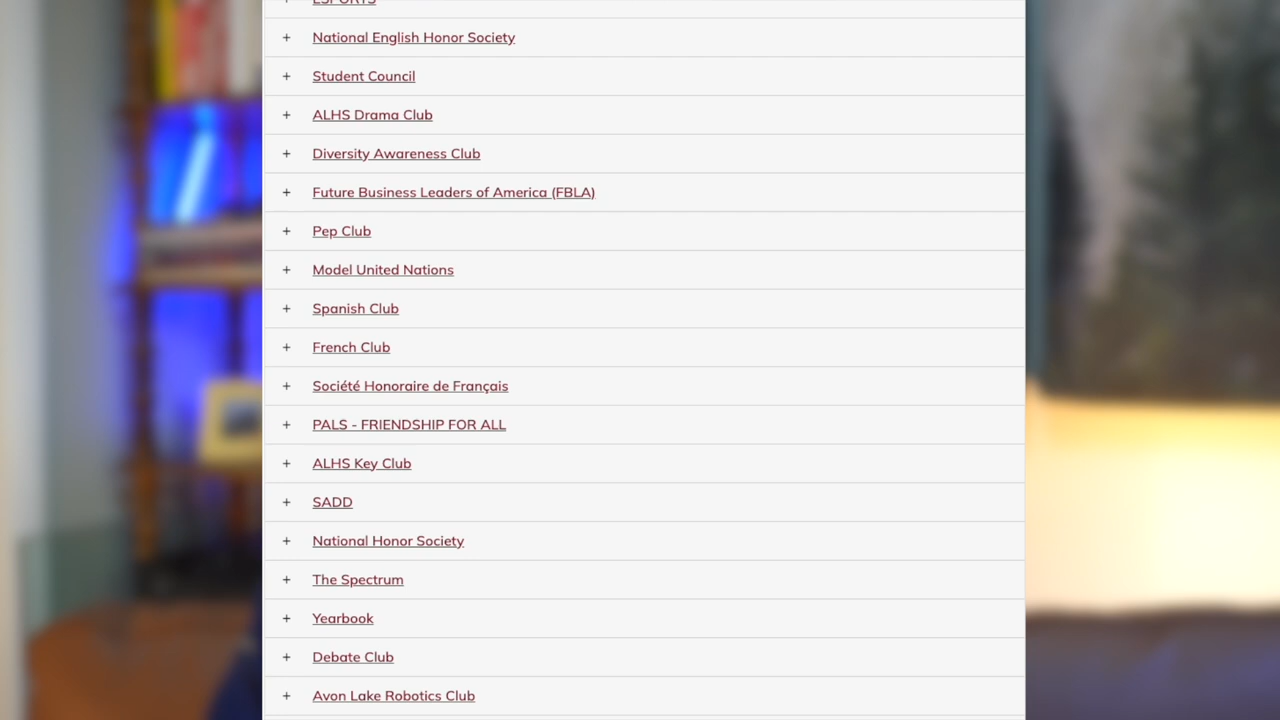 ESPORTS
+ National English Honor Society
+ Student Council
+ ALHS Drama Club
+ Diversity Awareness Club
+ Future Business Leaders of America (FBLA)
+ Pep Club
+ Model United Nations
+ Spanish Club
+ French Club
+ Société Honoraire de Français
+ PALS - FRIENDSHIP FOR ALL
+ ALHS Key Club
+ SADD
+ National Honor Society
+ The Spectrum
+ Yearbook
+ Debate Club
+ Avon Lake Robotics Club